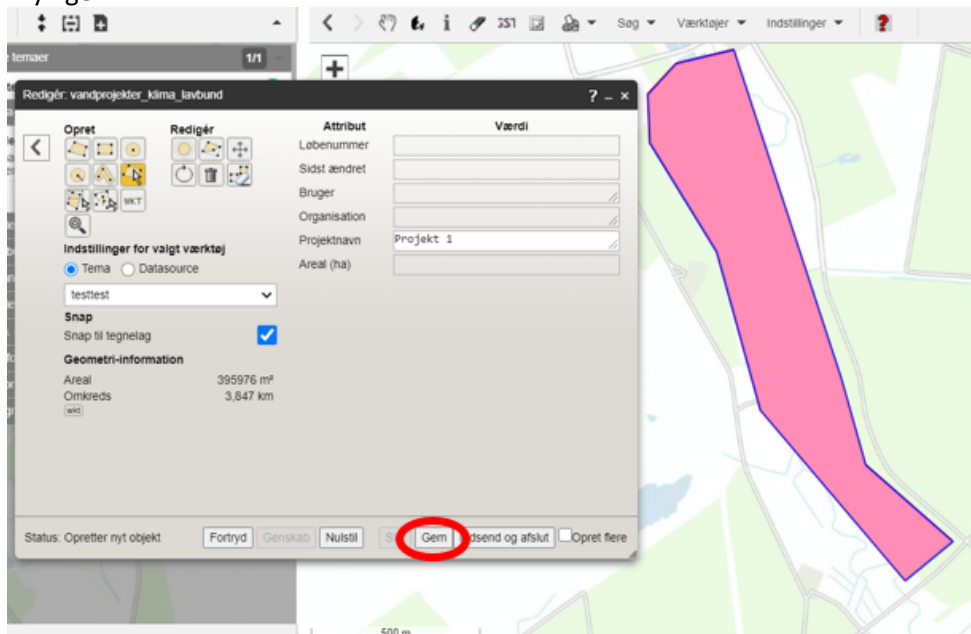 Søg Værktøjer Indstillinger ?
temaer 1/1
Redigér: vandprojekter_klima_lavbund ? – ×
Opret Redigér
WKT
Indstillinger for valgt værktøj
Tema Datasource
testtest
Snap
Snap til tegnelag
Geometri-information
Areal 395976 m²
Omkreds 3,847 km
wkt
Attribut Værdi
Løbenummer
Sidst ændret
Bruger
Organisation
Projektnavn Projekt 1
Areal (ha)
Status: Opretter nyt objekt Fortryd Genskab Nulstil Gem dsend og afslut Opret flere
500 m